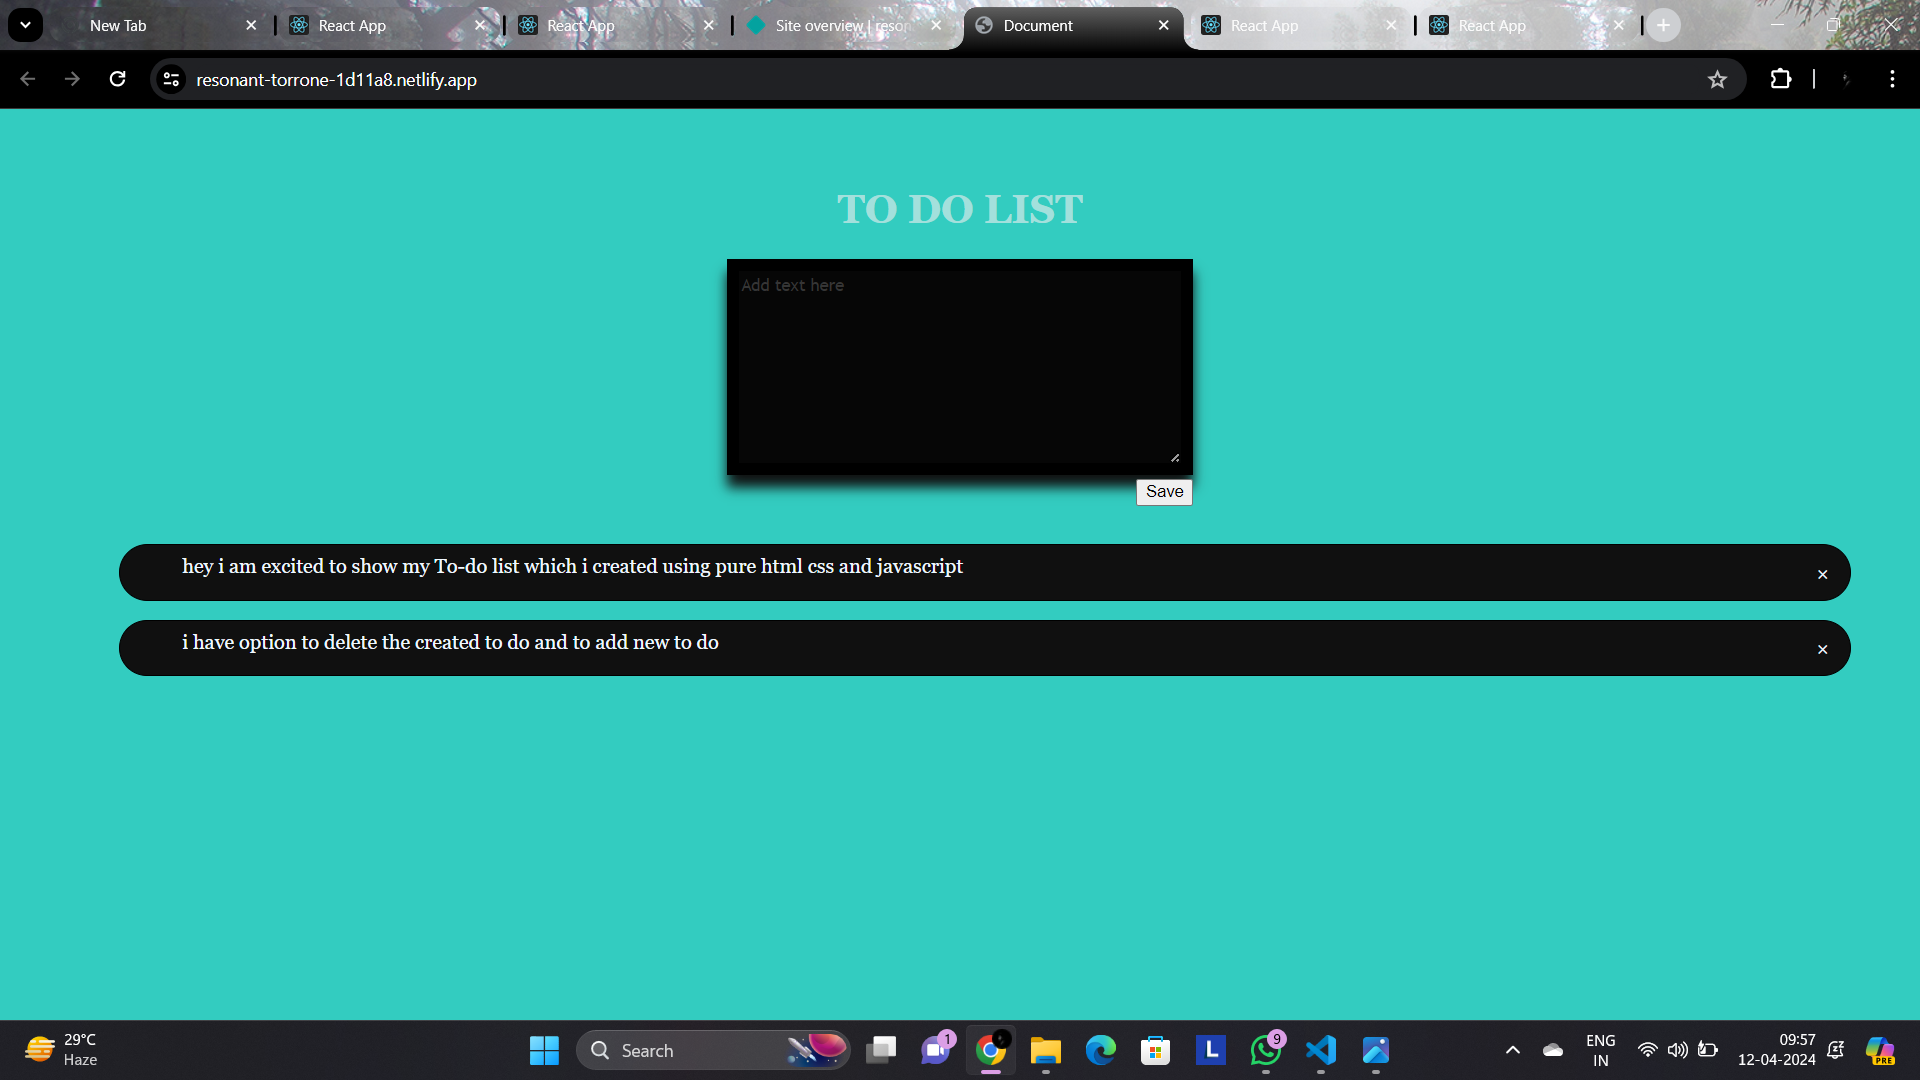 New Tab
React App
React App
Site overview | reson
Document
React App
React App
resonant-torrone-1d11a8.netlify.app
TO DO LIST
Add text here
Save
hey i am excited to show my To-do list which i created using pure html css and javascript
×
i have option to delete the created to do and to add new to do
×
29°C
Haze
Search
1
L
9
ENG
IN
09:57
12-04-2024
PRE